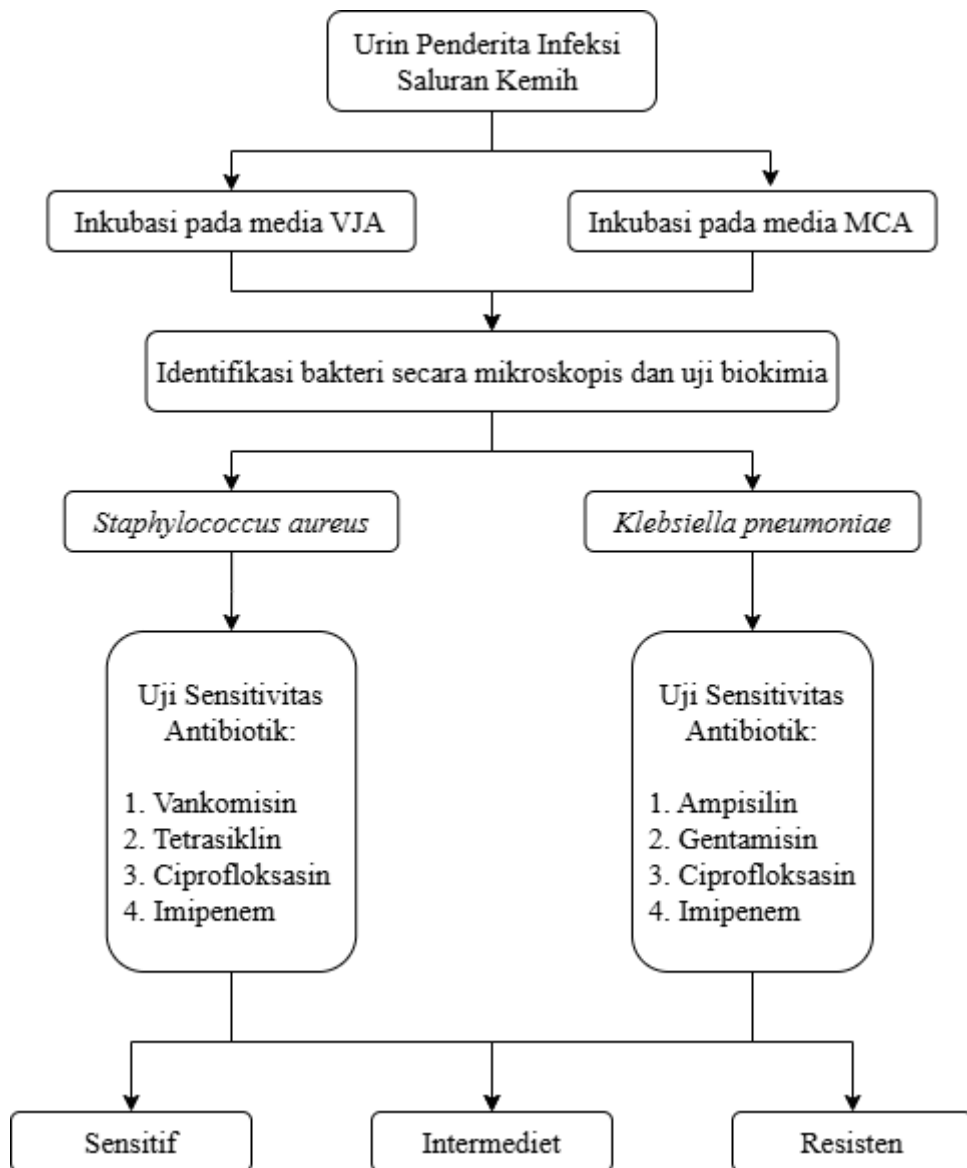 Urin Penderita Infeksi
Saluran Kemih
Inkubasi pada media VJA
Inkubasi pada media MCA
Identifikasi bakteri secara mikroskopis dan uji biokimia
Staphylococcus aureus
Klebsiella pneumoniae
Uji Sensitivitas
Antibiotik:
1. Vankomisin
2. Tetrasiklin
3. Ciprofloksasin
4. Imipenem
Uji Sensitivitas
Antibiotik:
1. Ampisilin
2. Gentamisin
3. Ciprofloksasin
4. Imipenem
Sensitif
Intermediet
Resisten